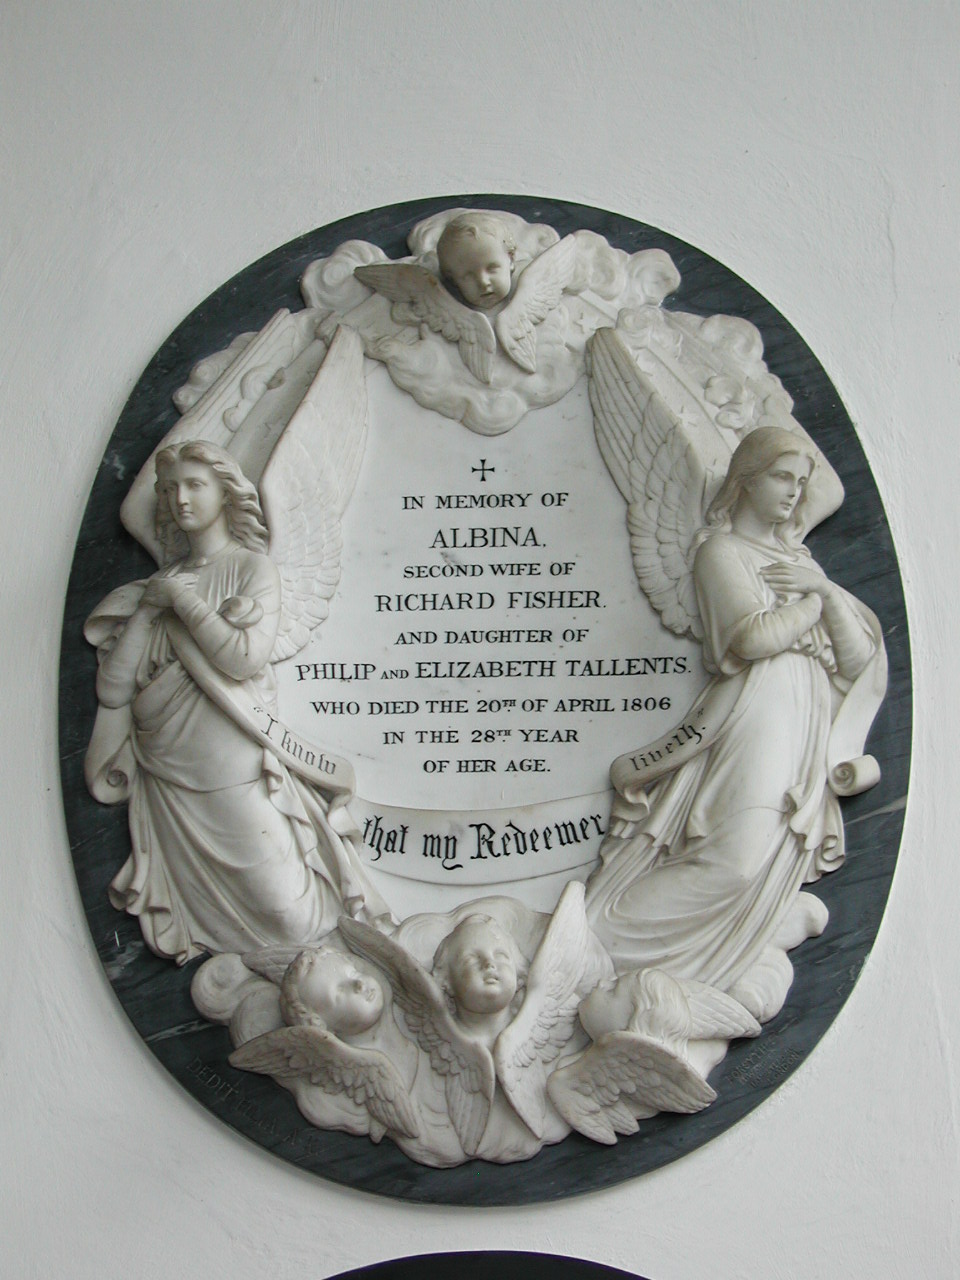 IN MEMORY OF
ALBINA.
SECOND WIFE OF
RICHARD FISHER.
AND DAUGHTER OF
PHILIP AND ELIZABETH TALLENTS.
WHO DIED THE 20TH OF APRIL 1806
IN THE 28TH YEAR
OF HER AGE.
"I know
that my Redeemer
liveth."
DEDIT